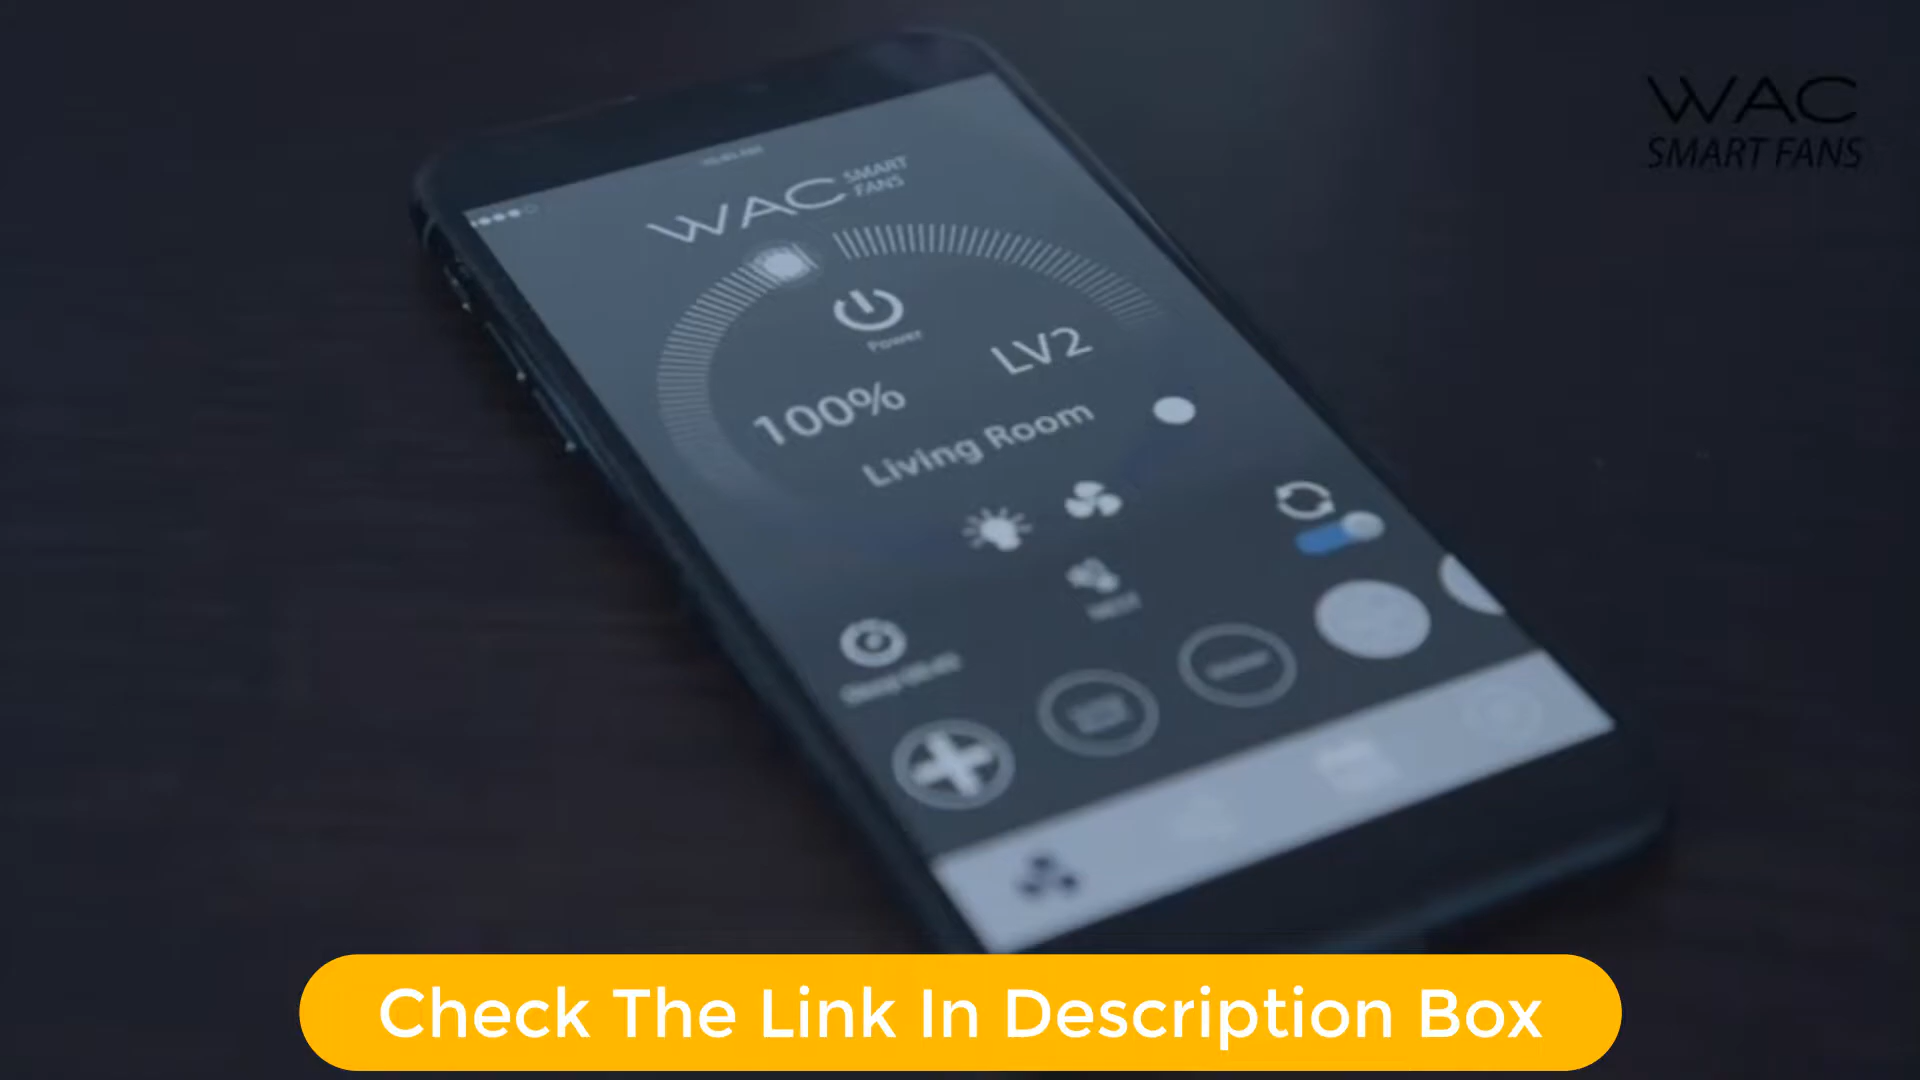 WAC
SMART FANS
WAC SMART
FANS
Power
100%
LV2
Living Room
Check The Link In Description Box